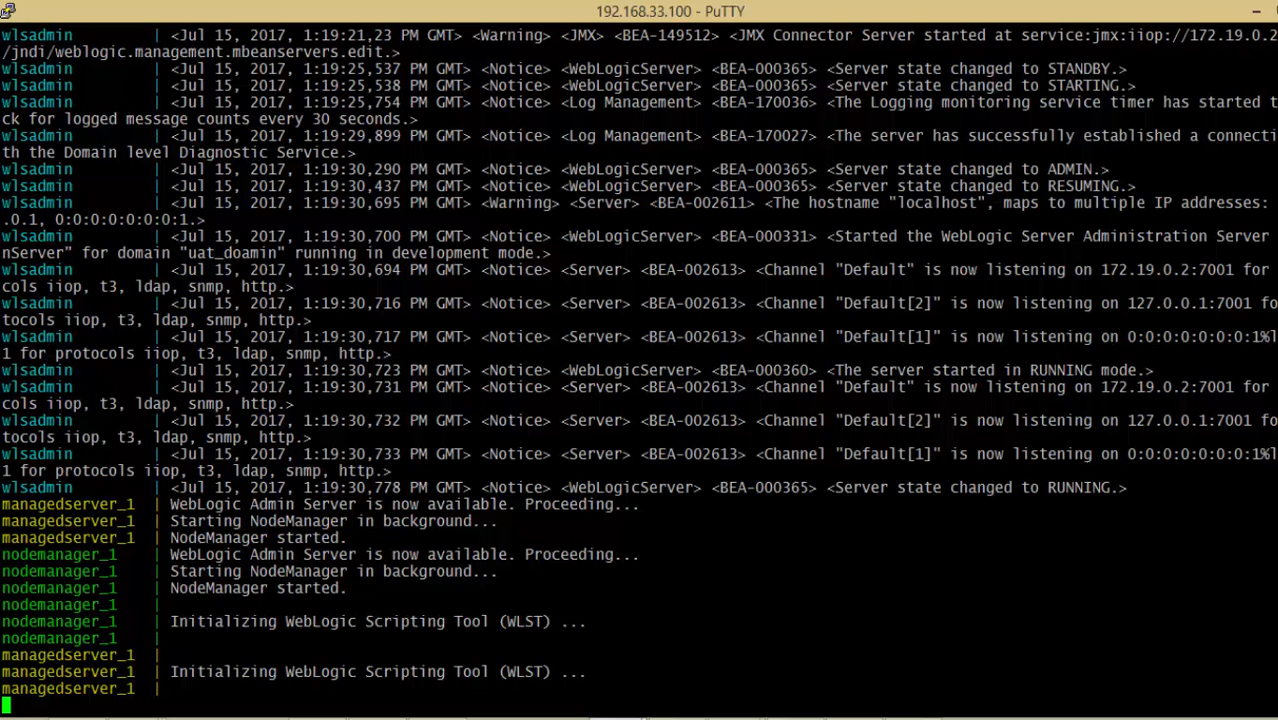 192.168.33.100 - PuTTY
wlsadmin | <Jul 15, 2017, 1:19:21,23 PM GMT> <Warning> <JMX> <BEA-149512> <JMX Connector Server started at service:jmx:iiop://172.19.0.2
/jndi/weblogic.management.mbeanservers.edit.>
wlsadmin | <Jul 15, 2017, 1:19:25,537 PM GMT> <Notice> <WebLogicServer> <BEA-000365> <Server state changed to STANDBY.>
wlsadmin | <Jul 15, 2017, 1:19:25,538 PM GMT> <Notice> <WebLogicServer> <BEA-000365> <Server state changed to STARTING.>
wlsadmin | <Jul 15, 2017, 1:19:25,754 PM GMT> <Notice> <Log Management> <BEA-170036> <The Logging monitoring service timer has started t
ck for logged message counts every 30 seconds.>
wlsadmin | <Jul 15, 2017, 1:19:29,899 PM GMT> <Notice> <Log Management> <BEA-170027> <The server has successfully established a connecti
th the Domain level Diagnostic Service.>
wlsadmin | <Jul 15, 2017, 1:19:30,290 PM GMT> <Notice> <WebLogicServer> <BEA-000365> <Server state changed to ADMIN.>
wlsadmin | <Jul 15, 2017, 1:19:30,437 PM GMT> <Notice> <WebLogicServer> <BEA-000365> <Server state changed to RESUMING.>
wlsadmin | <Jul 15, 2017, 1:19:30,695 PM GMT> <Warning> <Server> <BEA-002611> <The hostname "localhost", maps to multiple IP addresses:
.0.1, 0:0:0:0:0:0:0:1.>
wlsadmin | <Jul 15, 2017, 1:19:30,700 PM GMT> <Notice> <WebLogicServer> <BEA-000331> <Started the WebLogic Server Administration Server
nServer" for domain "uat_doamin" running in development mode.>
wlsadmin | <Jul 15, 2017, 1:19:30,694 PM GMT> <Notice> <Server> <BEA-002613> <Channel "Default" is now listening on 172.19.0.2:7001 for
cols iiop, t3, ldap, snmp, http.>
wlsadmin | <Jul 15, 2017, 1:19:30,716 PM GMT> <Notice> <Server> <BEA-002613> <Channel "Default[2]" is now listening on 127.0.0.1:7001 fo
tocols iiop, t3, ldap, snmp, http.>
wlsadmin | <Jul 15, 2017, 1:19:30,717 PM GMT> <Notice> <Server> <BEA-002613> <Channel "Default[1]" is now listening on 0:0:0:0:0:0:0:1%l
1 for protocols iiop, t3, ldap, snmp, http.>
wlsadmin | <Jul 15, 2017, 1:19:30,723 PM GMT> <Notice> <WebLogicServer> <BEA-000360> <The server started in RUNNING mode.>
wlsadmin | <Jul 15, 2017, 1:19:30,731 PM GMT> <Notice> <Server> <BEA-002613> <Channel "Default" is now listening on 172.19.0.2:7001 for
cols iiop, t3, ldap, snmp, http.>
wlsadmin | <Jul 15, 2017, 1:19:30,732 PM GMT> <Notice> <Server> <BEA-002613> <Channel "Default[2]" is now listening on 127.0.0.1:7001 fo
tocols iiop, t3, ldap, snmp, http.>
wlsadmin | <Jul 15, 2017, 1:19:30,733 PM GMT> <Notice> <Server> <BEA-002613> <Channel "Default[1]" is now listening on 0:0:0:0:0:0:0:1%l
1 for protocols iiop, t3, ldap, snmp, http.>
wlsadmin | <Jul 15, 2017, 1:19:30,778 PM GMT> <Notice> <WebLogicServer> <BEA-000365> <Server state changed to RUNNING.>
managedserver_1 | WebLogic Admin Server is now available. Proceeding...
managedserver_1 | Starting NodeManager in background...
managedserver_1 | NodeManager started.
nodemanager_1 | WebLogic Admin Server is now available. Proceeding...
nodemanager_1 | Starting NodeManager in background...
nodemanager_1 | NodeManager started.
nodemanager_1 |
nodemanager_1 | Initializing WebLogic Scripting Tool (WLST) ...
nodemanager_1 |
managedserver_1 |
managedserver_1 | Initializing WebLogic Scripting Tool (WLST) ...
managedserver_1 |